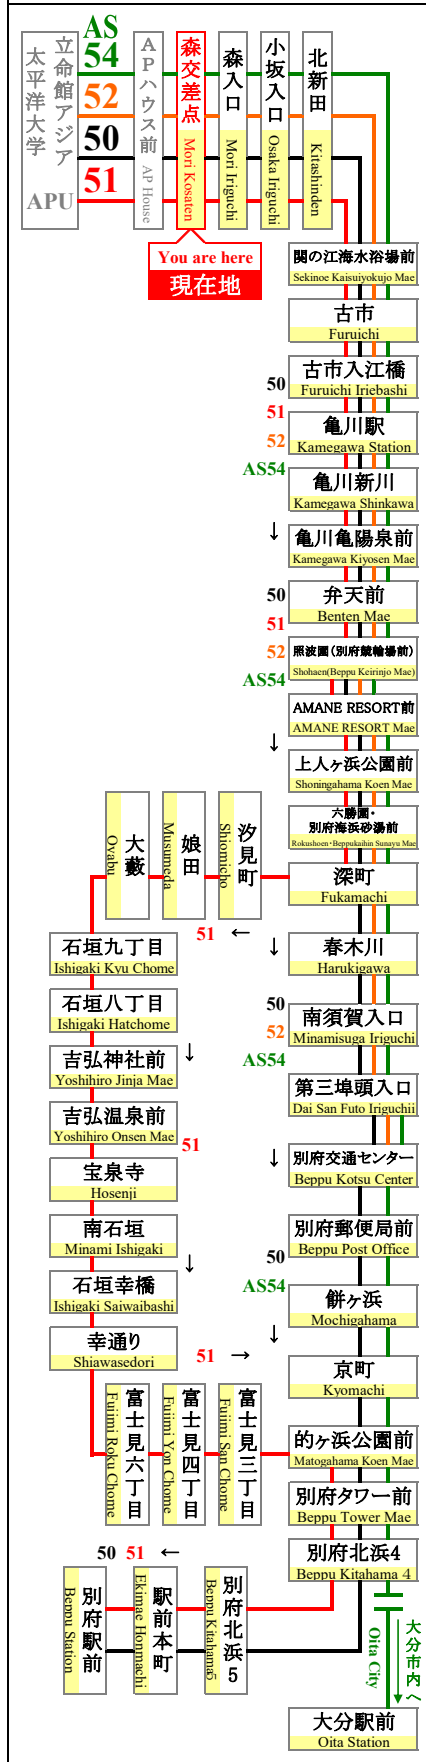 AS
54
52
50
51
立命館アジア
太平洋大学
APU
APハウス前
AP House
森交差点
Mori Kosaten
森入口
Mori Iriguchi
小坂入口
Osaka Iriguchi
北新田
Kitashinden
You are here
現在地
関の江海水浴場前
Sekinoe Kaisuiyokujo Mae
古市
Furuichi
古市入江橋
Furuichi Iriebashi
50
51
52
AS54
亀川駅
Kamegawa Station
亀川新川
Kamegawa Shinkawa
↓
亀川亀陽泉前
Kamegawa Kiyosen Mae
弁天前
Benten Mae
50
51
52
AS54
照波園(別府競輪場前)
Shohaen(Beppu Keirinjo Mae)
AMANE RESORT前
AMANE RESORT Mae
↓
上人ヶ浜公園前
Shoningahama Koen Mae
六勝園・
別府海浜砂湯前
Rokushoen・Beppukaihin Sunayu Mae
深町
Fukamachi
汐見町
Shiomicho
娘田
Musumeda
大藪
Oyabu
51 ←
↓
春木川
Harukigawa
石垣九丁目
Ishigaki Kyu Chome
石垣八丁目
Ishigaki Hatchome
50
52
AS54
南須賀入口
Minamisuga Iriguchi
吉弘神社前
Yoshihiro Jinja Mae
↓
第三埠頭入口
Dai San Futo Iriguchii
吉弘温泉前
Yoshihiro Onsen Mae
51
↓
別府交通センター
Beppu Kotsu Center
宝泉寺
Hosenji
別府郵便局前
Beppu Post Office
南石垣
Minami Ishigaki
↓
50
AS54
石垣幸橋
Ishigaki Saiwaibashi
餅ヶ浜
Mochigahama
↓
幸通り
Shiawasedori
51 →
京町
Kyomachi
富士見六丁目
Fujimi Roku Chome
富士見四丁目
Fujimi Yon Chome
富士見三丁目
Fujimi San Chome
的ヶ浜公園前
Matogahama Koen Mae
別府タワー前
Beppu Tower Mae
別府北浜4
Beppu Kitahama 4
50 51 ←
別府北浜5
Beppu Kitahama5
駅前本町
Ekimae Honmachi
別府駅前
Beppu Station
大分市内へ
Oita City
大分駅前
Oita Station